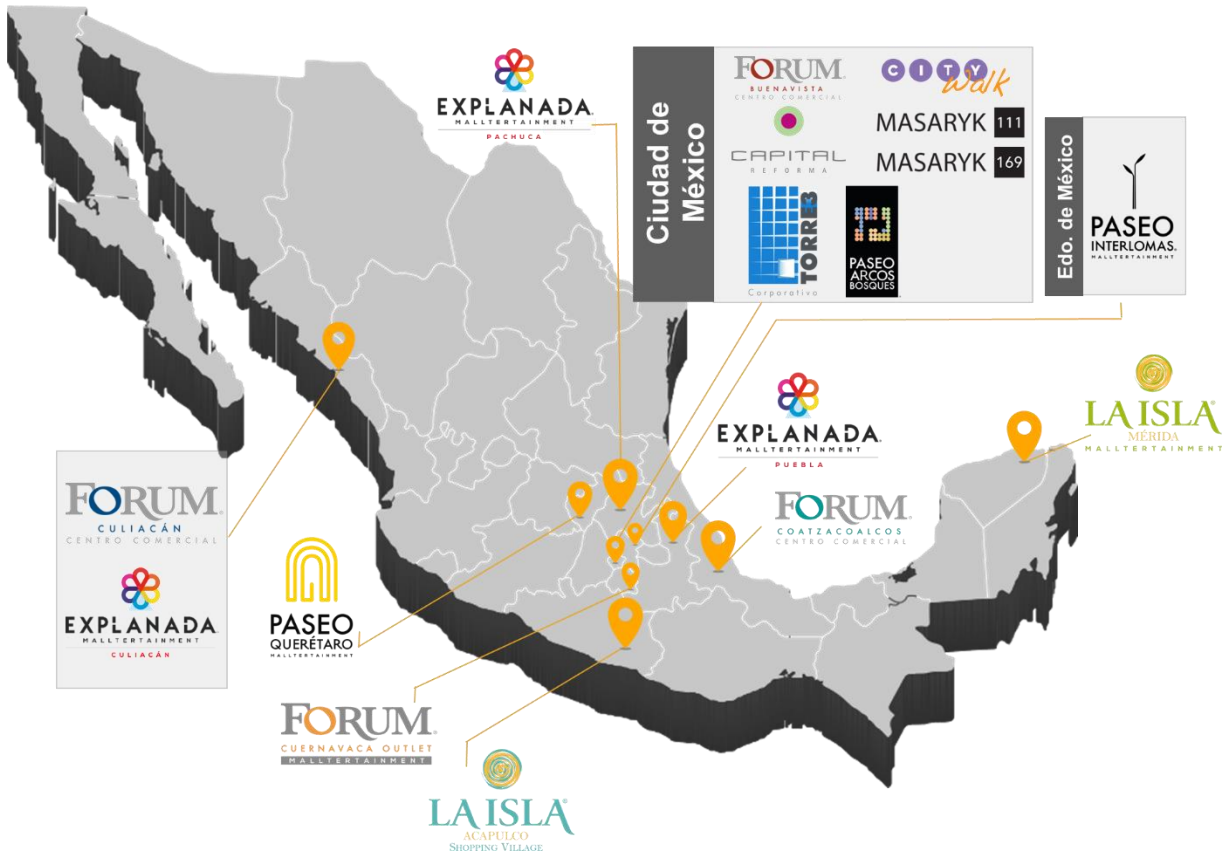 EXPLANADA.
MALLTERTAINMENT
PACHUCA
Ciudad de
México
FORUM.
BUENAVISTA
CENTRO COMERCIAL
CITY
Walk
CAPITAL
REFORMA
MASARYK 111
MASARYK 169
TORRE3
Corporativo
PASEO
ARCOS
BOSQUES
Edo. de México
PASEO
INTERLOMAS.
MALLTERTAINMENT
LA ISLA
MÉRIDA
MALLTERTAINMENT
EXPLANADA.
MALLTERTAINMENT
PUEBLA
FORUM.
COATZACOALCOS
CENTRO COMERCIAL
FORUM.
CULIACÁN
CENTRO COMERCIAL
EXPLANADA.
MALLTERTAINMENT
CULIACÁN
PASEO
QUERÉTARO
MALLTERTAINMENT
FORUM.
CUERNAVACA OUTLET
MALLTERTAINMENT
LA ISLA
ACAPULCO
SHOPPING VILLAGE